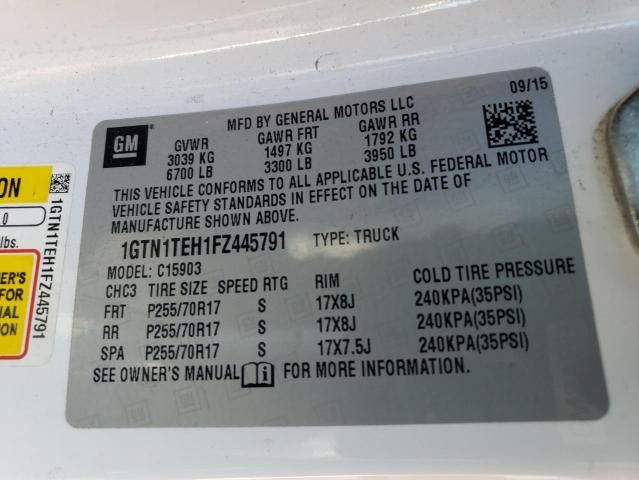 09/15
MFD BY GENERAL MOTORS LLC
GM
GVWR GAWR FRT GAWR RR
3039 KG 1497 KG 1792 KG
6700 LB 3300 LB 3950 LB
THIS VEHICLE CONFORMS TO ALL APPLICABLE U.S. FEDERAL MOTOR
VEHICLE SAFETY STANDARDS IN EFFECT ON THE DATE OF
MANUFACTURE SHOWN ABOVE.
1GTN1TEH1FZ445791 TYPE: TRUCK
MODEL: C15903
CHC3 TIRE SIZE SPEED RTG RIM COLD TIRE PRESSURE
FRT P255/70R17 S 17X8J 240KPA(35PSI)
RR P255/70R17 S 17X8J 240KPA(35PSI)
SPA P255/70R17 S 17X7.5J 240KPA(35PSI)
SEE OWNER'S MANUAL FOR MORE INFORMATION.
ON
0
lbs.
NER'S
FOR
NAL
TION
1GTN1TEH1FZ445791